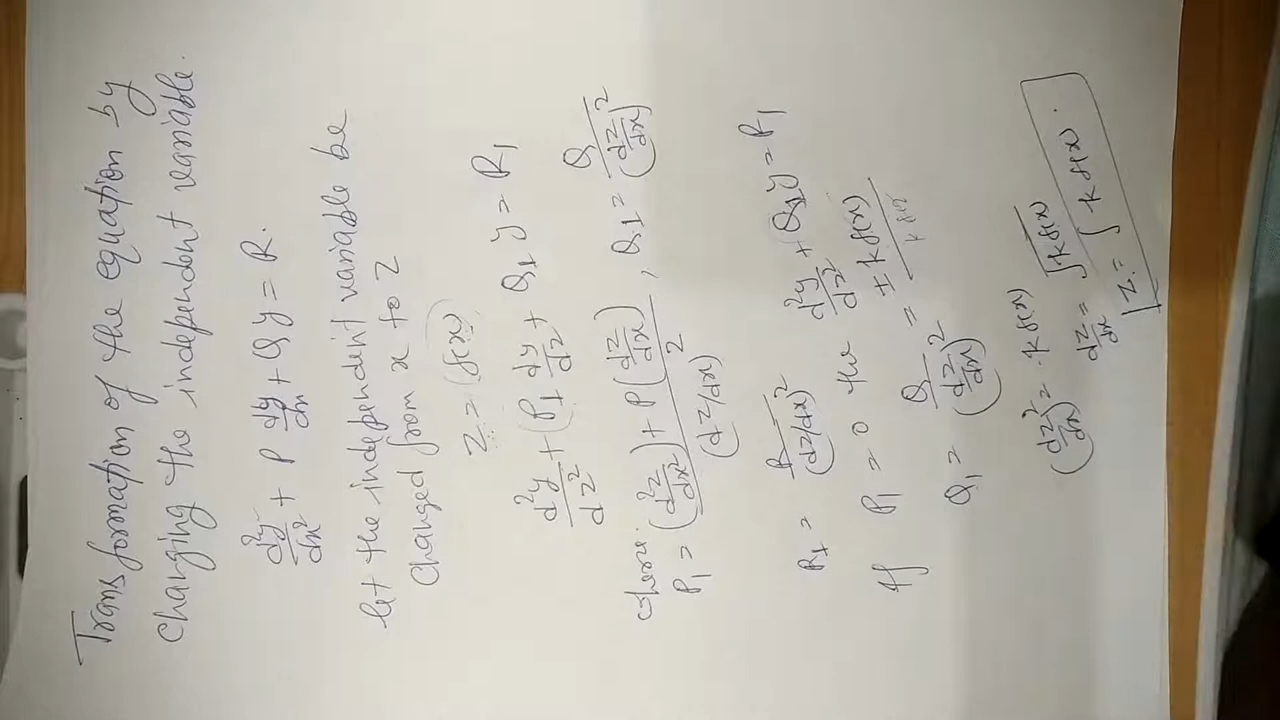 Transformation of the equation by
Changing the independent variable.
d²y/dx² + P dy/dx + Qy = R.
let the independent variable be
Changed from x to z
z = f(x)
d²y/dz² + P₁ dy/dz + Q₁ y = R₁
where
P₁ = ((d²z/dx²) + P (dz/dx)) / (dz/dx)² , Q₁ = Q/(dz/dx)²
R₁ = R/(dz/dx)²
If P₁ = 0 the d²y/dz² + Q₁y = R₁
Q₁ = Q/(dz/dx)² = ± k f(x)/
(dz/dx)² = k f(x)
dz/dx = √k f(x)
z = ∫ k f(x) .